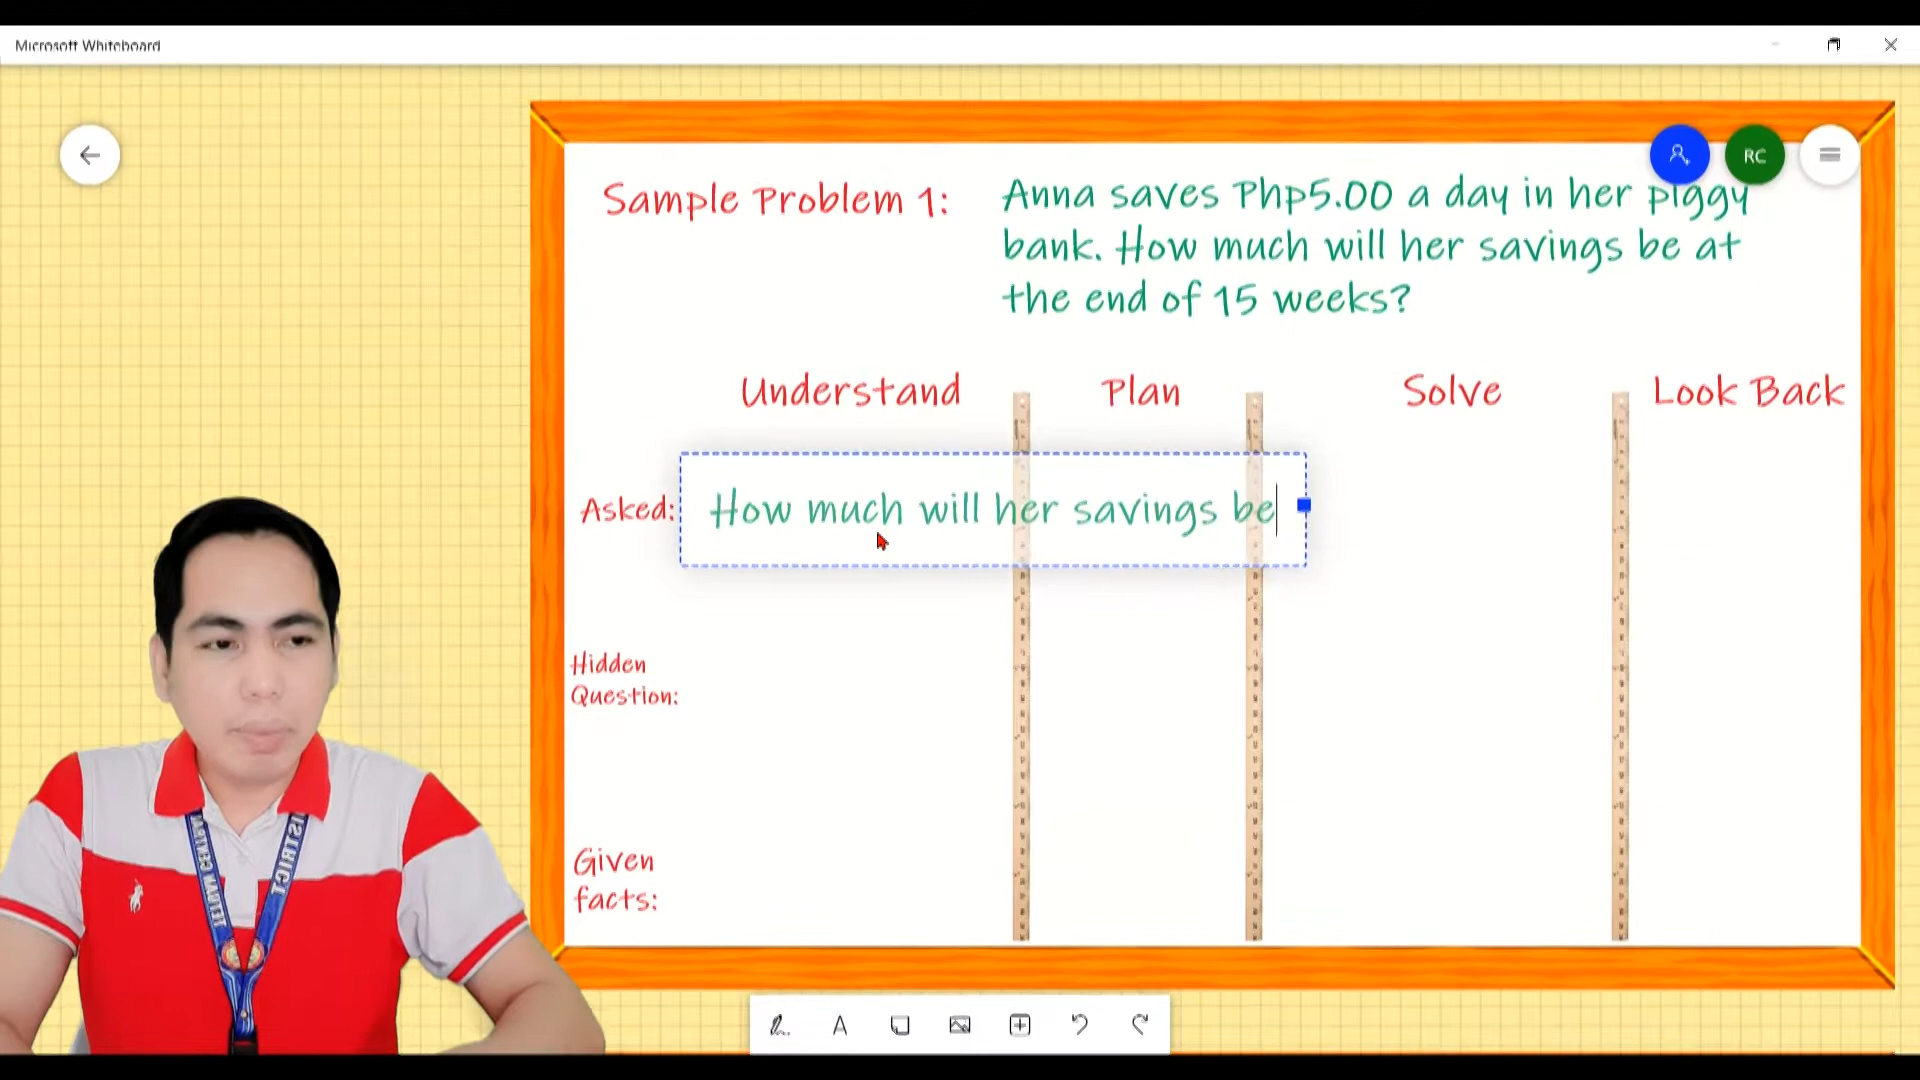 Microsoft Whiteboard
RC
Sample Problem 1:
Anna saves Php5.00 a day in her piggy
bank. How much will her savings be at
the end of 15 weeks?
Understand
Plan
Solve
Look Back
Asked:
How much will her savings be
Hidden
Question:
Given
facts: